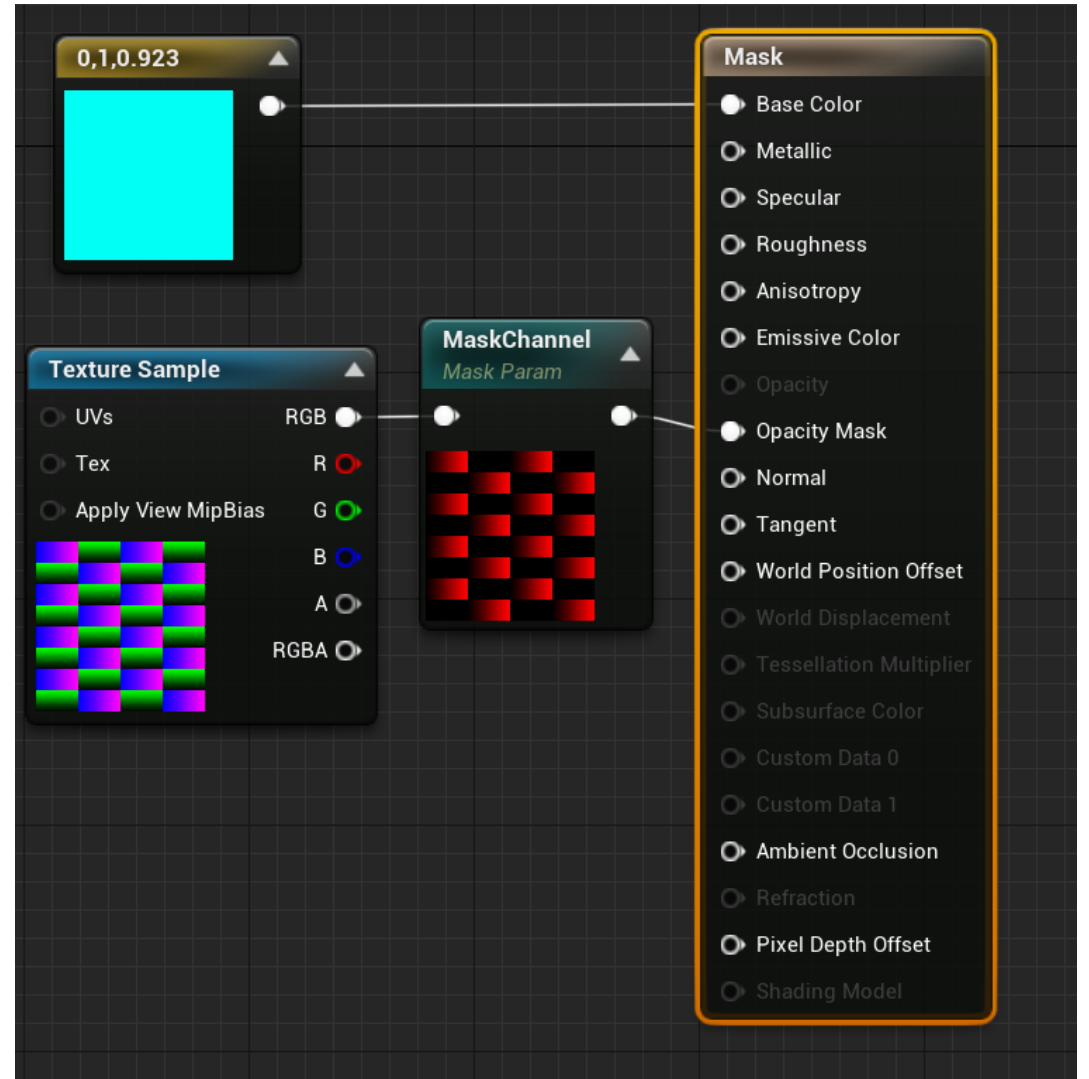 0,1,0.923
Texture Sample
UVs
RGB
Tex
R
Apply View MipBias
G
B
A
RGBA
MaskChannel
Mask Param
Mask
Base Color
Metallic
Specular
Roughness
Anisotropy
Emissive Color
Opacity
Opacity Mask
Normal
Tangent
World Position Offset
World Displacement
Tessellation Multiplier
Subsurface Color
Custom Data 0
Custom Data 1
Ambient Occlusion
Refraction
Pixel Depth Offset
Shading Model